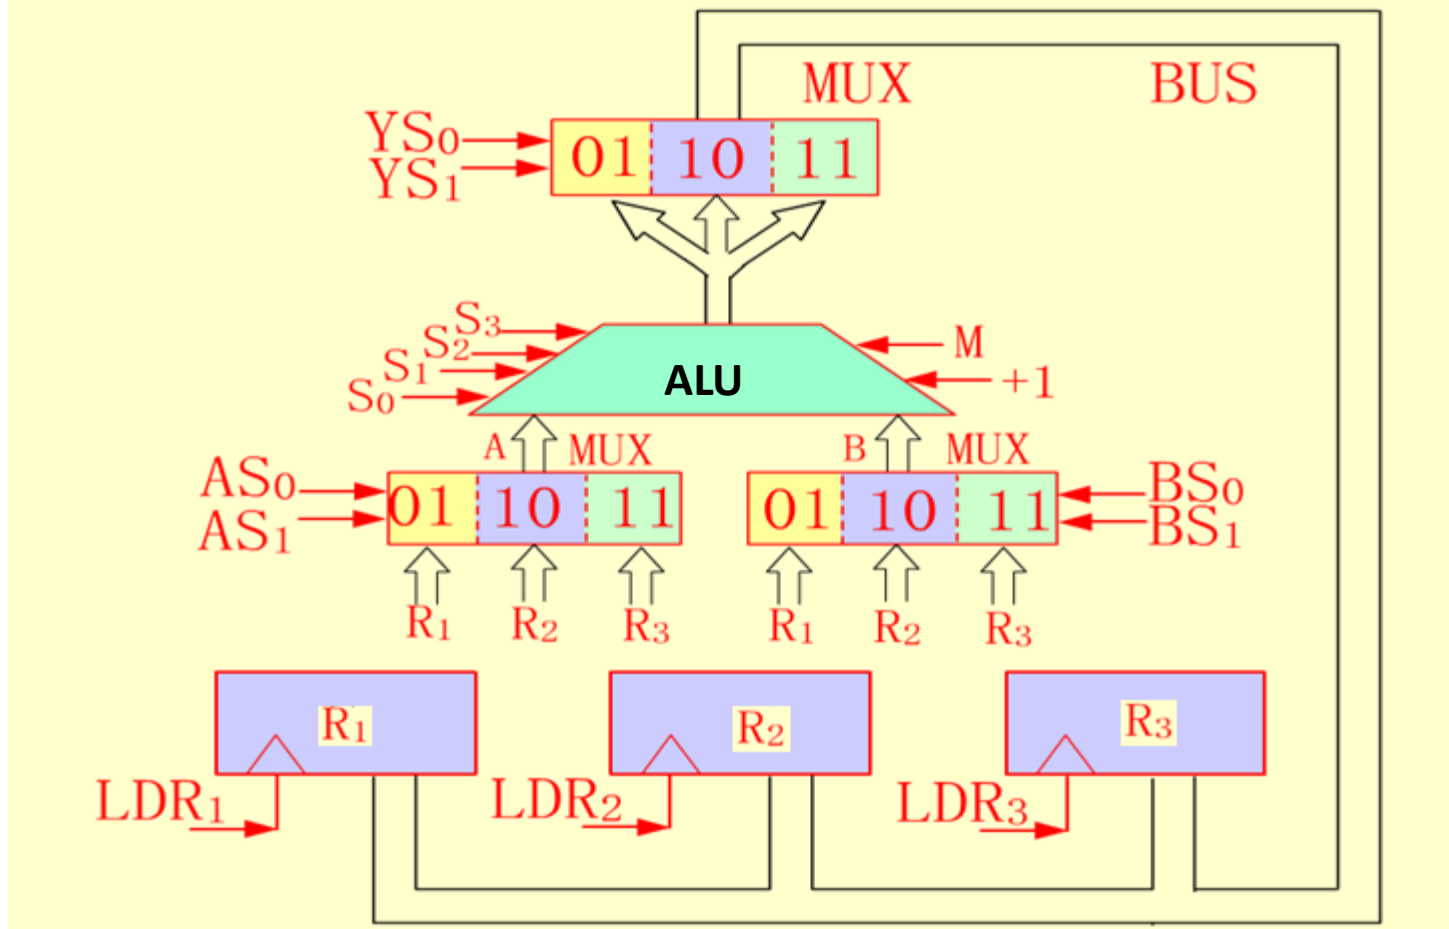 MUX BUS
YS0
YS1
01 10 11
S3
S2
S1
S0
ALU
M
+1
A MUX
B MUX
AS0
AS1
01 10 11
01 10 11
BS0
BS1
R1 R2 R3
R1 R2 R3
R1
R2
R3
LDR1
LDR2
LDR3